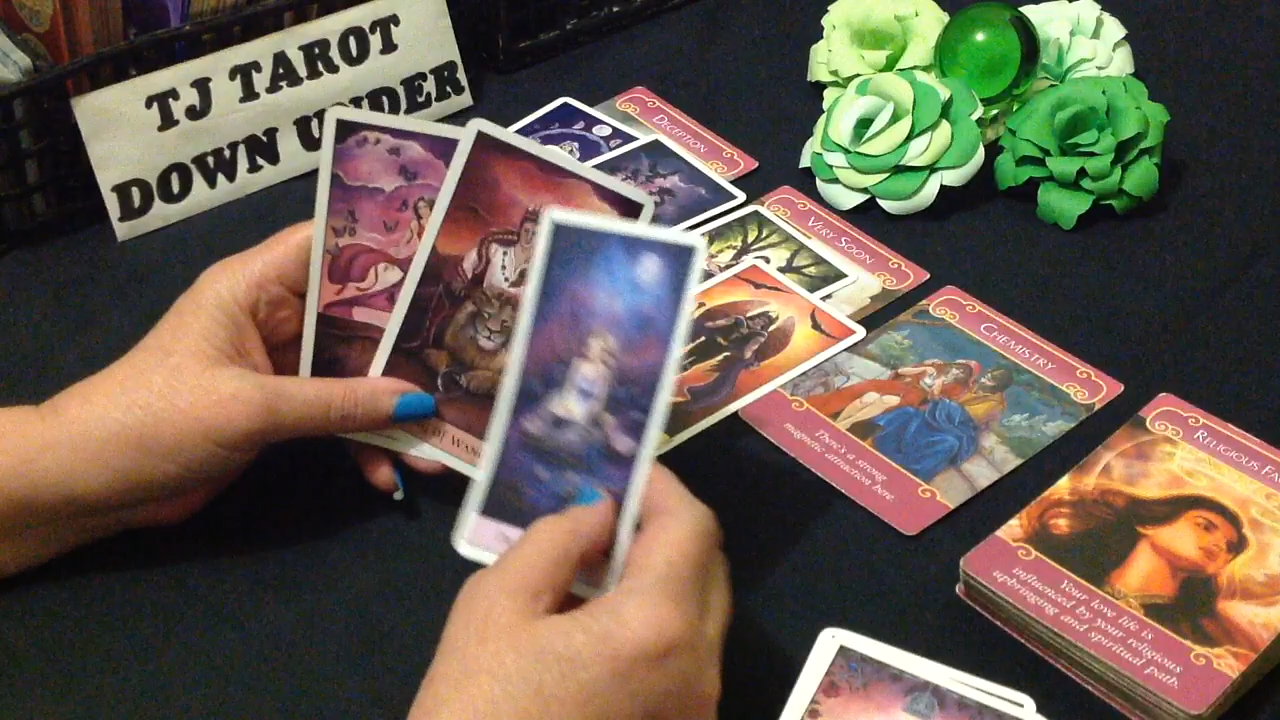 TJ TAROT
DOWN UNDER
DECEPTION
VERY SOON
CHEMISTRY
There's a strong
magnetic attraction here.
RELIGIOUS
Your love life is
influenced by your religious
upbringing and spiritual path.